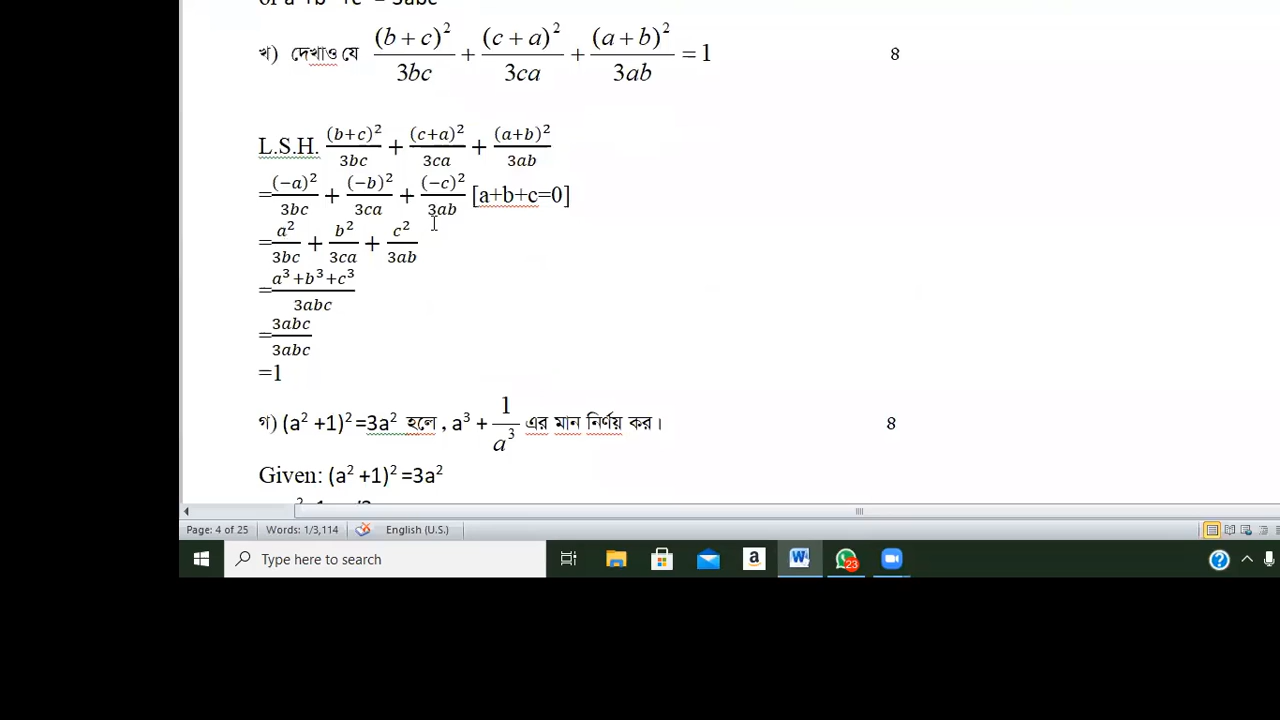 খ) দেখাও যে (b + c)²/3bc + (c + a)²/3ca + (a + b)²/3ab = 1 8
L.S.H. (b+c)²/3bc + (c+a)²/3ca + (a+b)²/3ab
=(−a)²/3bc + (−b)²/3ca + (−c)²/3ab [a+b+c=0]
=a²/3bc + b²/3ca + c²/3ab
=a³+b³+c³/3abc
=3abc/3abc
=1
গ) (a² +1)² =3a² হলে , a³ + 1/a³ এর মান নির্ণয় কর। 8
Given: (a² +1)² =3a²
Page: 4 of 25 Words: 1/3,114 English (U.S.)
Type here to search
23